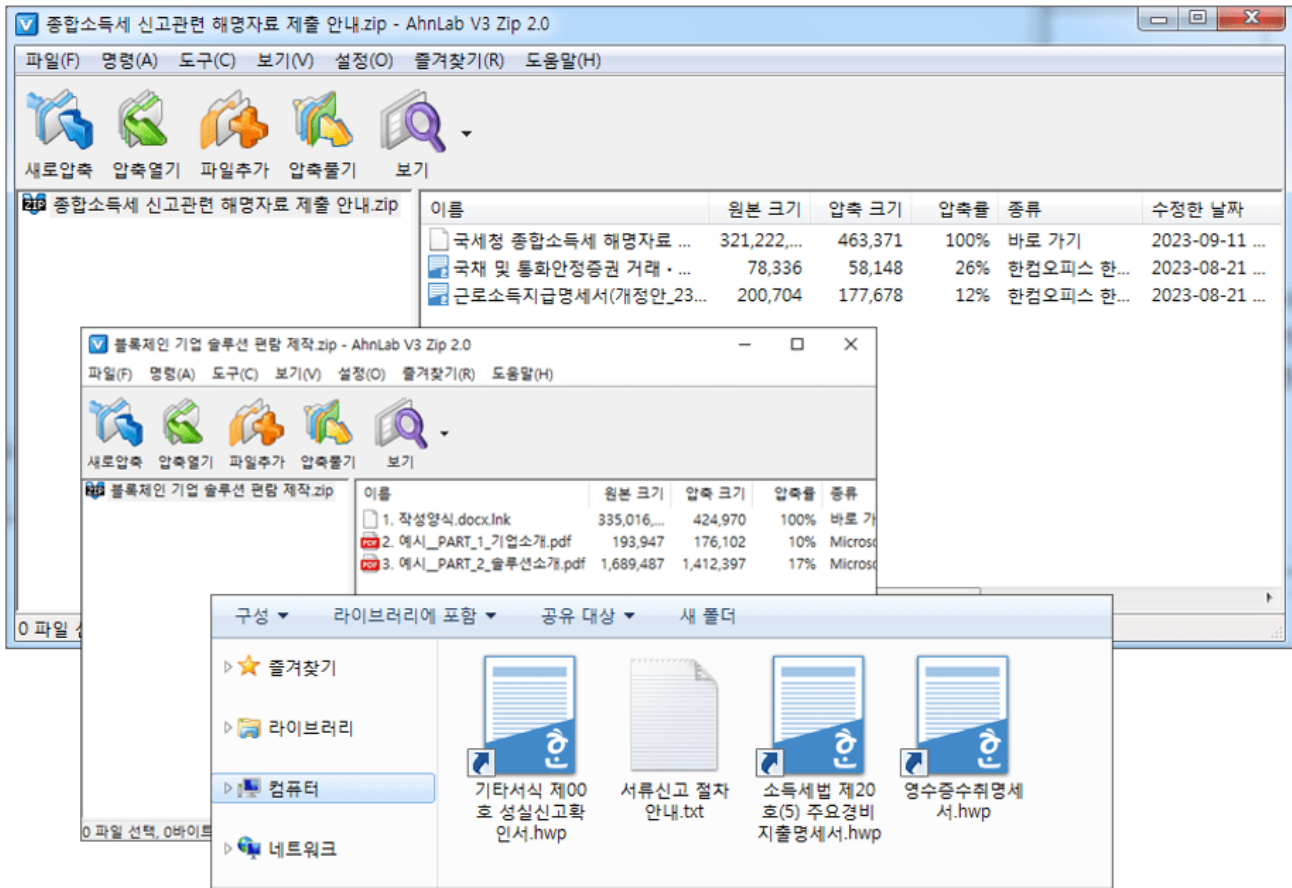 종합소득세 신고관련 해명자료 제출 안내.zip - AhnLab V3 Zip 2.0
파일(F) 명령(A) 도구(C) 보기(V) 설정(O) 즐겨찾기(R) 도움말(H)
새로압축 압축열기 파일추가 압축풀기 보기
종합소득세 신고관련 해명자료 제출 안내.zip
이름 원본 크기 압축 크기 압축률 종류 수정한 날짜
국세청 종합소득세 해명자료 ... 321,222,... 463,371 100% 바로 가기 2023-09-11 ...
국채 및 통화안정증권 거래 · ... 78,336 58,148 26% 한컴오피스 한... 2023-08-21 ...
근로소득지급명세서(개정안_23... 200,704 177,678 12% 한컴오피스 한... 2023-08-21 ...
0 파일
블록체인 기업 솔루션 편람 제작.zip - AhnLab V3 Zip 2.0
파일(F) 명령(A) 도구(C) 보기(V) 설정(O) 즐겨찾기(R) 도움말(H)
새로압축 압축열기 파일추가 압축풀기 보기
블록체인 기업 솔루션 편람 제작.zip
이름 원본 크기 압축 크기 압축률 종류
1. 작성양식.docx.lnk 335,016,... 424,970 100% 바로 가
2. 예시__PART_1_기업소개.pdf 193,947 176,102 10% Microso
3. 예시__PART_2_솔루션소개.pdf 1,689,487 1,412,397 17% Microso
0 파일 선택, 0바이트
구성 라이브러리에 포함 공유 대상 새 폴더
즐겨찾기
라이브러리
컴퓨터
네트워크
기타서식 제00
호 성실신고확
인서.hwp
서류신고 절차
안내.txt
소득세법 제20
호(5) 주요경비
지출명세서.hwp
영수증수취명세
서.hwp